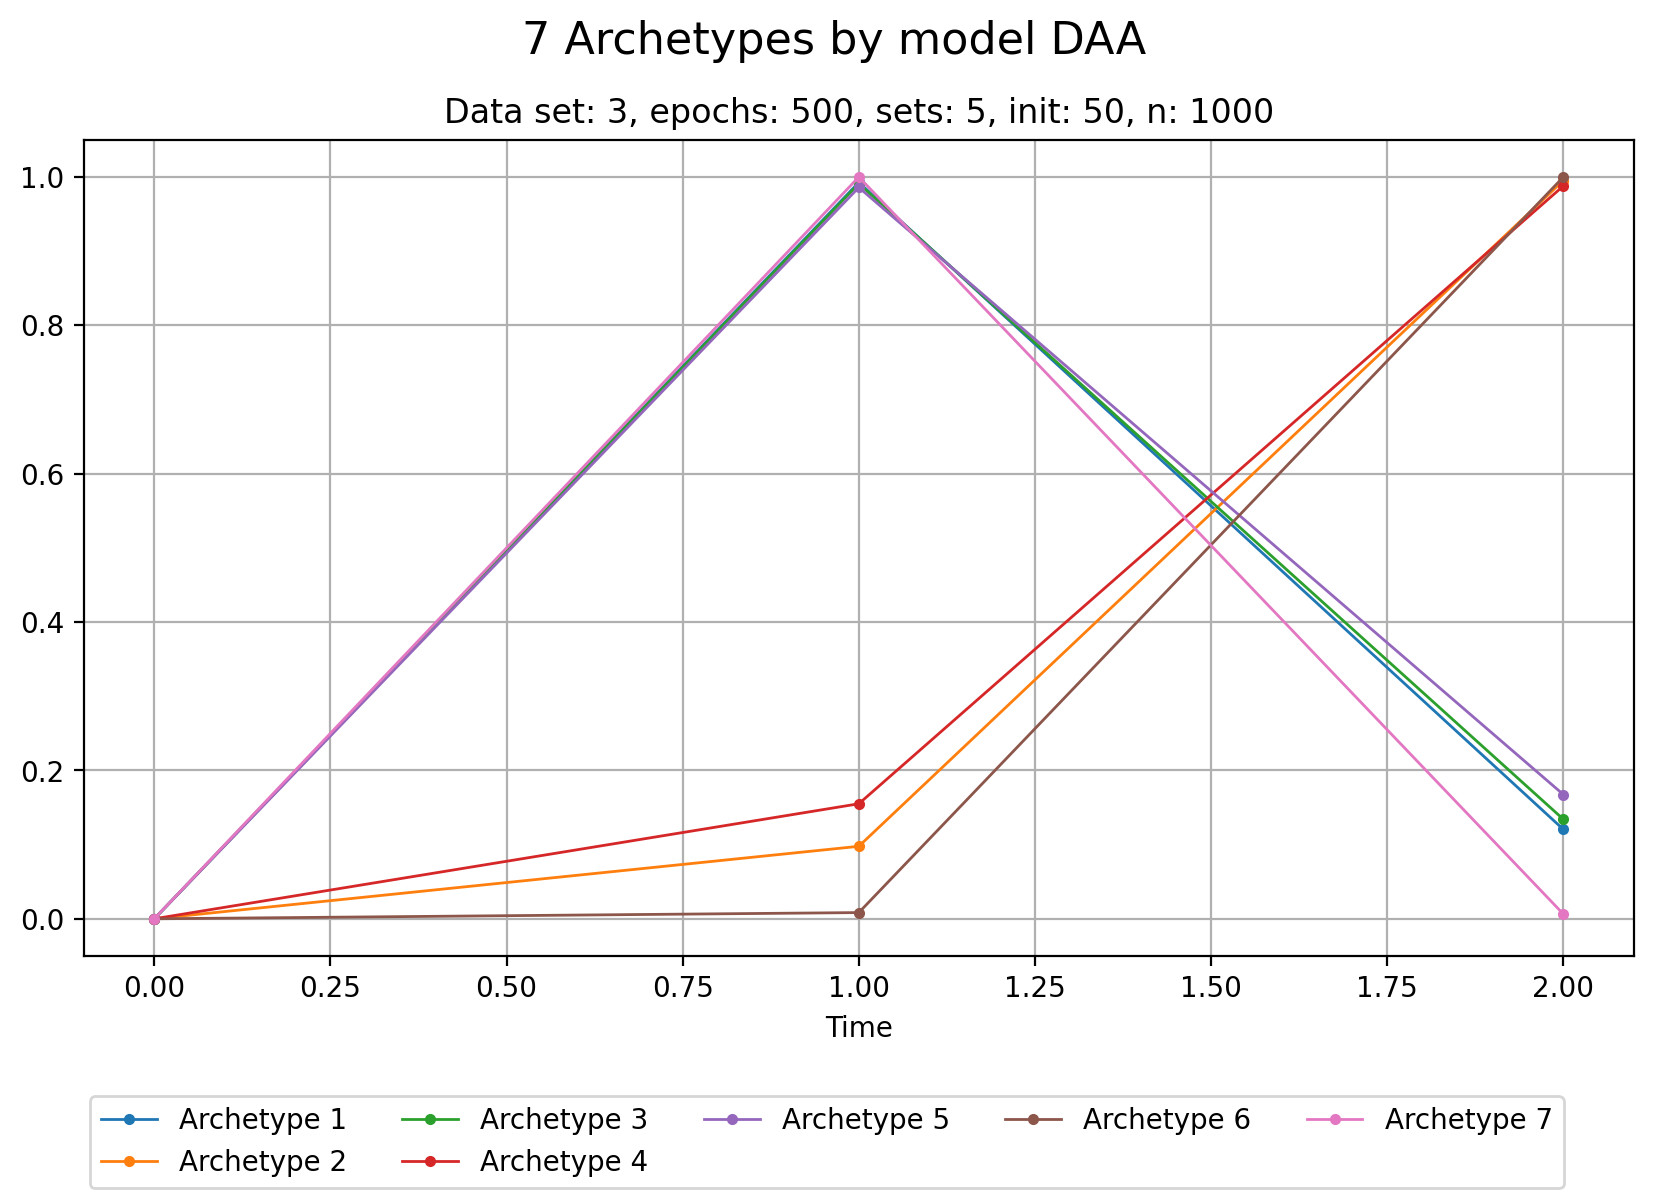 7 Archetypes by model DAA
Data set: 3, epochs: 500, sets: 5, init: 50, n: 1000
1.0
0.8
0.6
0.4
0.2
0.0
0.00 0.25 0.50 0.75 1.00 1.25 1.50 1.75 2.00
Time
Archetype 1 Archetype 3 Archetype 5 Archetype 6 Archetype 7
Archetype 2 Archetype 4